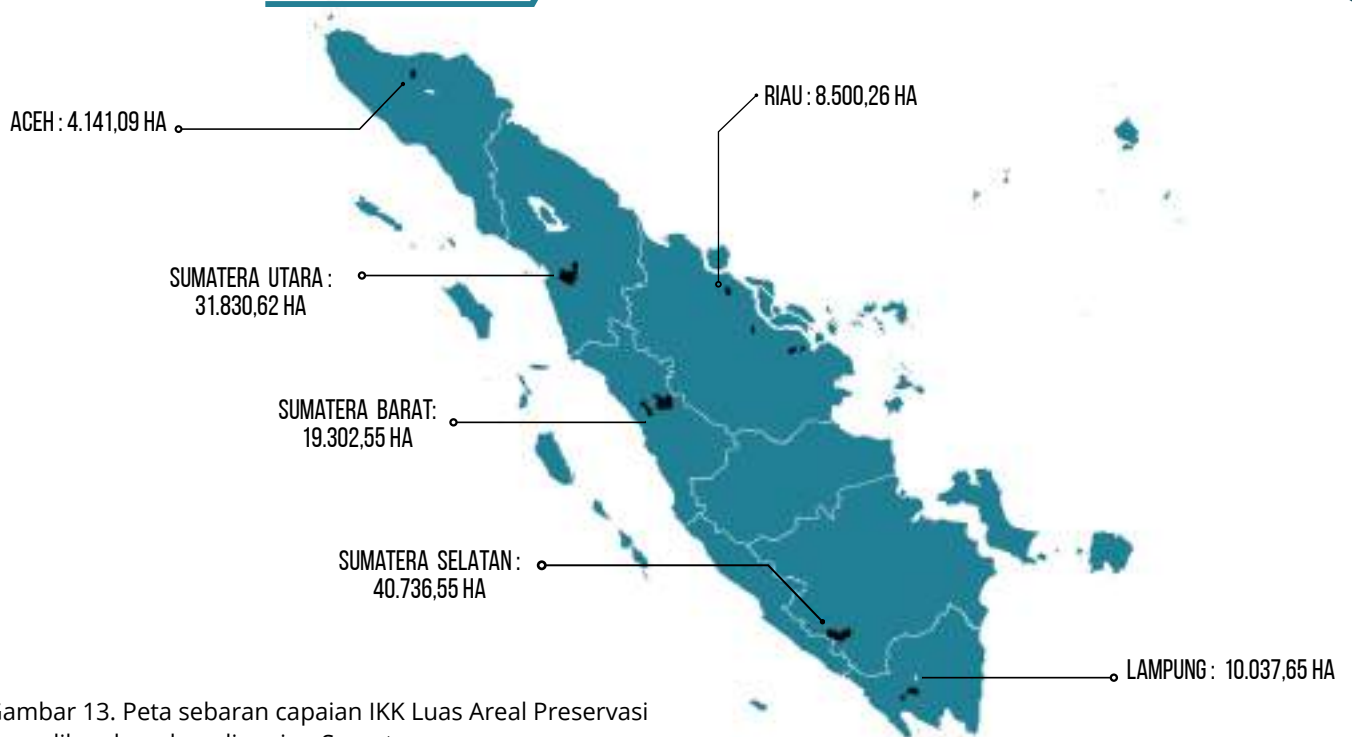 ACEH : 4.141,09 HA
RIAU : 8.500,26 HA
SUMATERA UTARA :
31.830,62 HA
SUMATERA BARAT:
19.302,55 HA
SUMATERA SELATAN :
40.736,55 HA
LAMPUNG : 10.037,65 HA
Gambar 13. Peta sebaran capaian IKK Luas Areal Preservasi